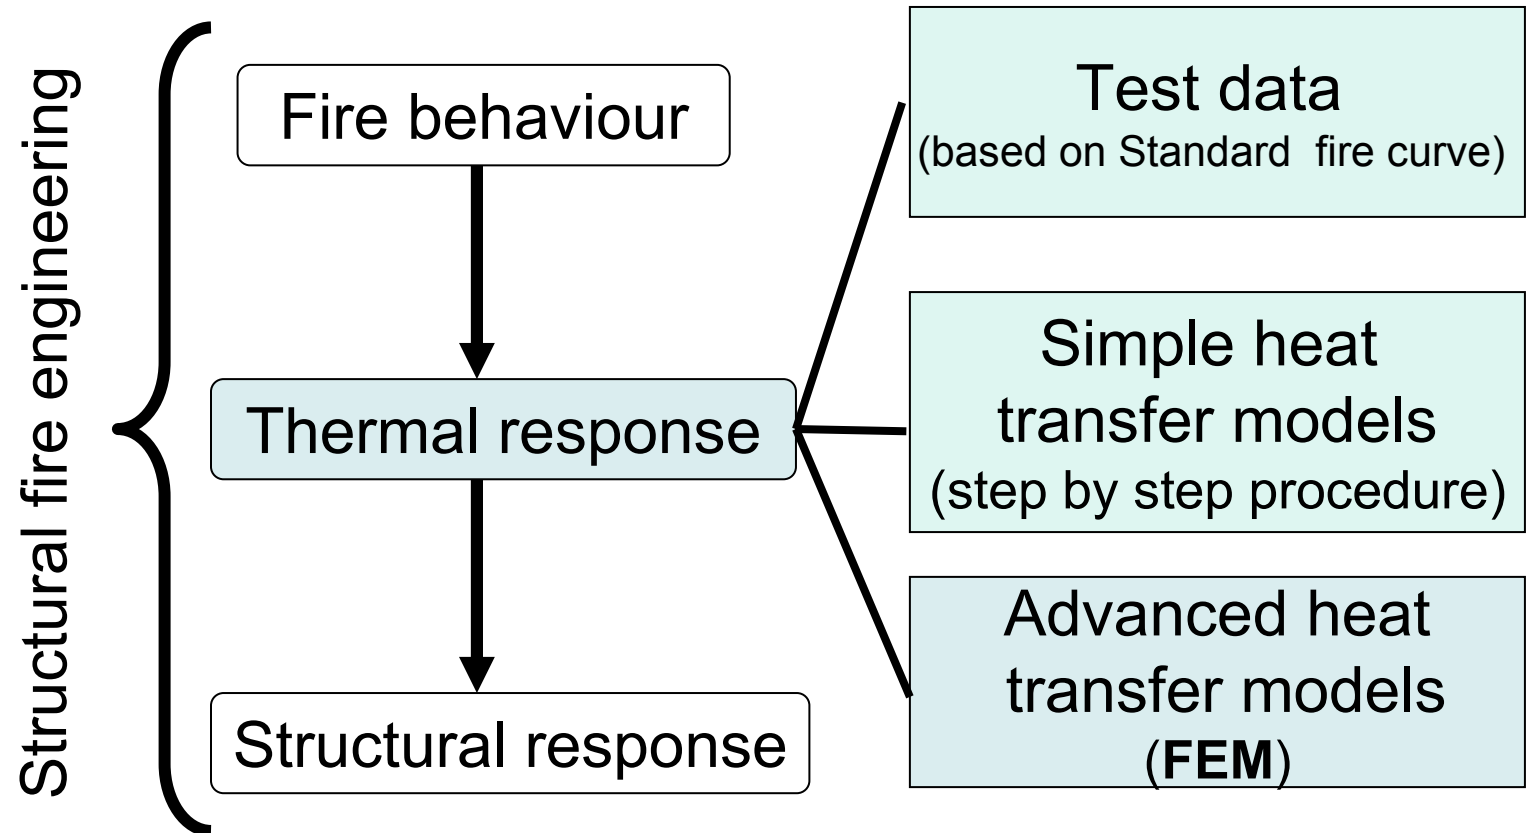 Structural fire engineering
Fire behaviour
Thermal response
Structural response
Test data
(based on Standard fire curve)
Simple heat
transfer models
(step by step procedure)
Advanced heat
transfer models
(FEM)